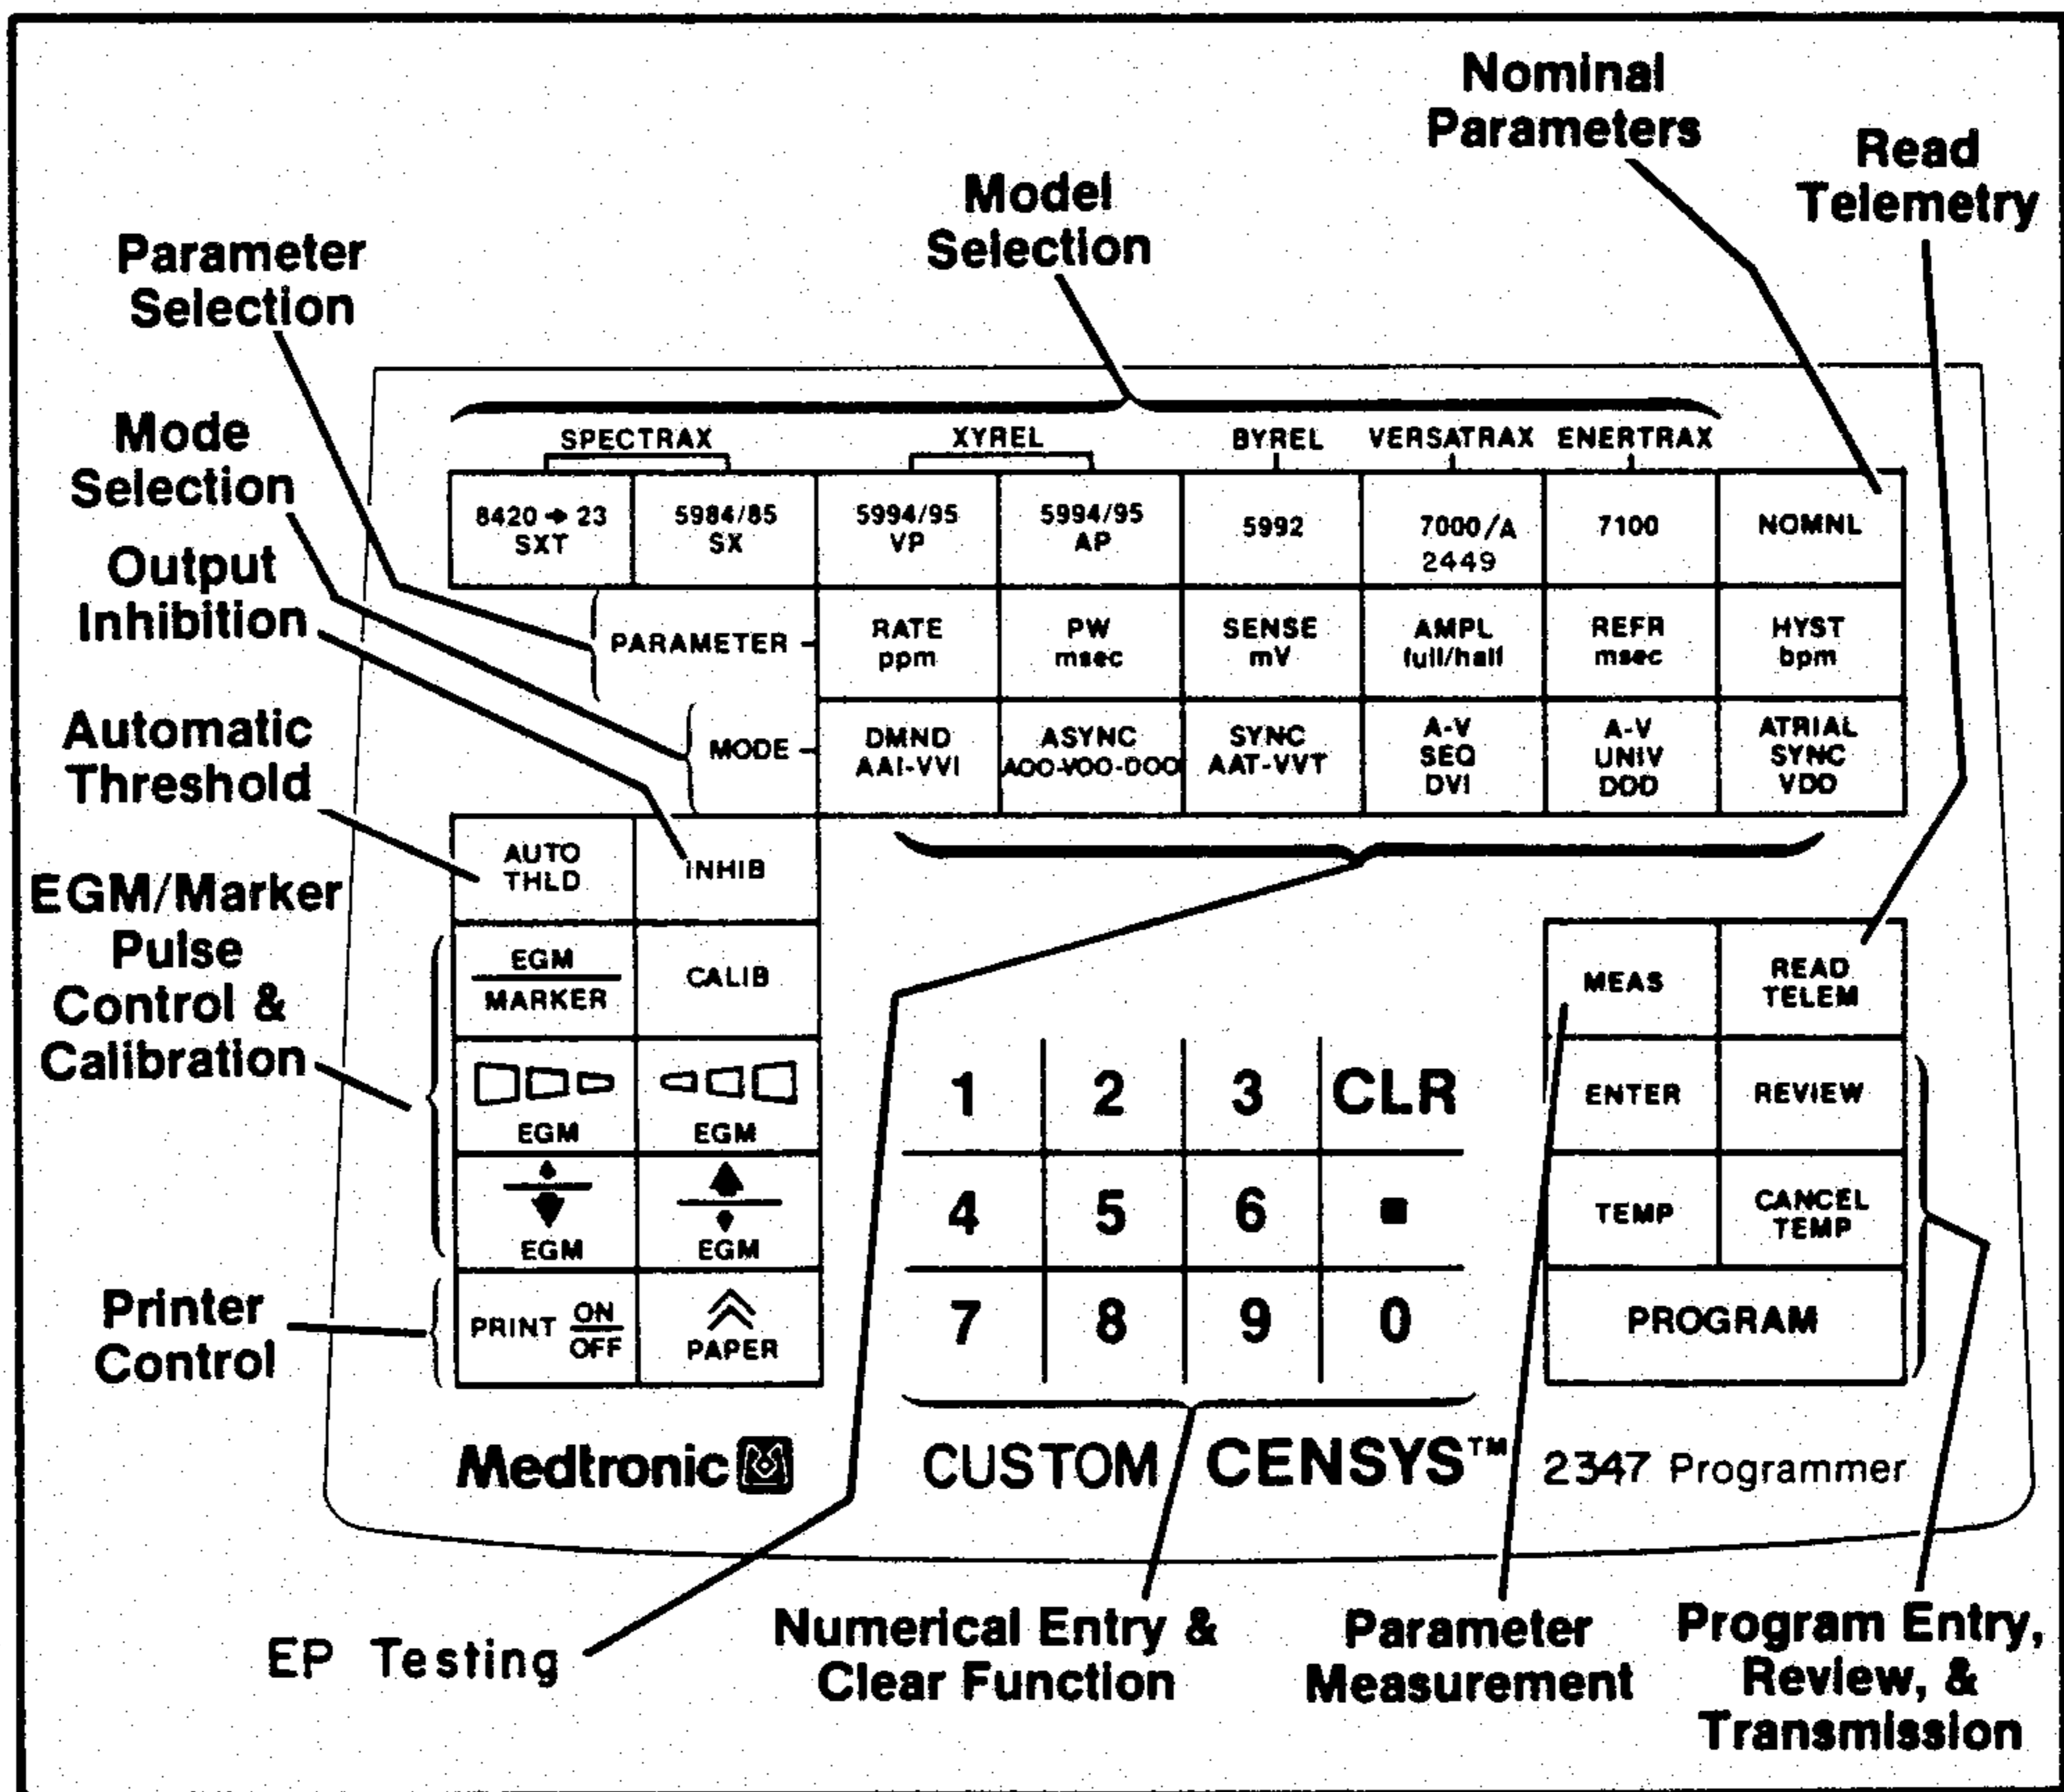 Nominal
Parameters
Read
Telemetry
Model
Selection
Parameter
Selection
Mode
Selection
Output
Inhibition
Automatic
Threshold
EGM/Marker
Pulse
Control &
Calibration
Printer
Control
SPECTRAX XYREL BYREL VERSATRAX ENERTRAX
8420 → 23
SXT
5984/85
SX
5994/95
VP
5994/95
AP
5992
7000/A
2449
7100
NOMNL
PARAMETER
RATE
ppm
PW
msec
SENSE
mV
AMPL
full/half
REFR
msec
HYST
bpm
MODE
DMND
AAI-VVI
ASYNC
AOO-VOO-DOO
SYNC
AAT-VVT
A-V
SEQ
DVI
A-V
UNIV
DDD
ATRIAL
SYNC
VDD
AUTO
THLD
INHIB
EGM
MARKER
CALIB
EGM
EGM
EGM
EGM
PRINT ON
OFF
PAPER
1 2 3 CLR
4 5 6 ■
7 8 9 0
MEAS
READ
TELEM
ENTER
REVIEW
TEMP
CANCEL
TEMP
PROGRAM
Medtronic
CUSTOM CENSYS™ 2347 Programmer
EP Testing
Numerical Entry &
Clear Function
Parameter
Measurement
Program Entry,
Review, &
Transmission